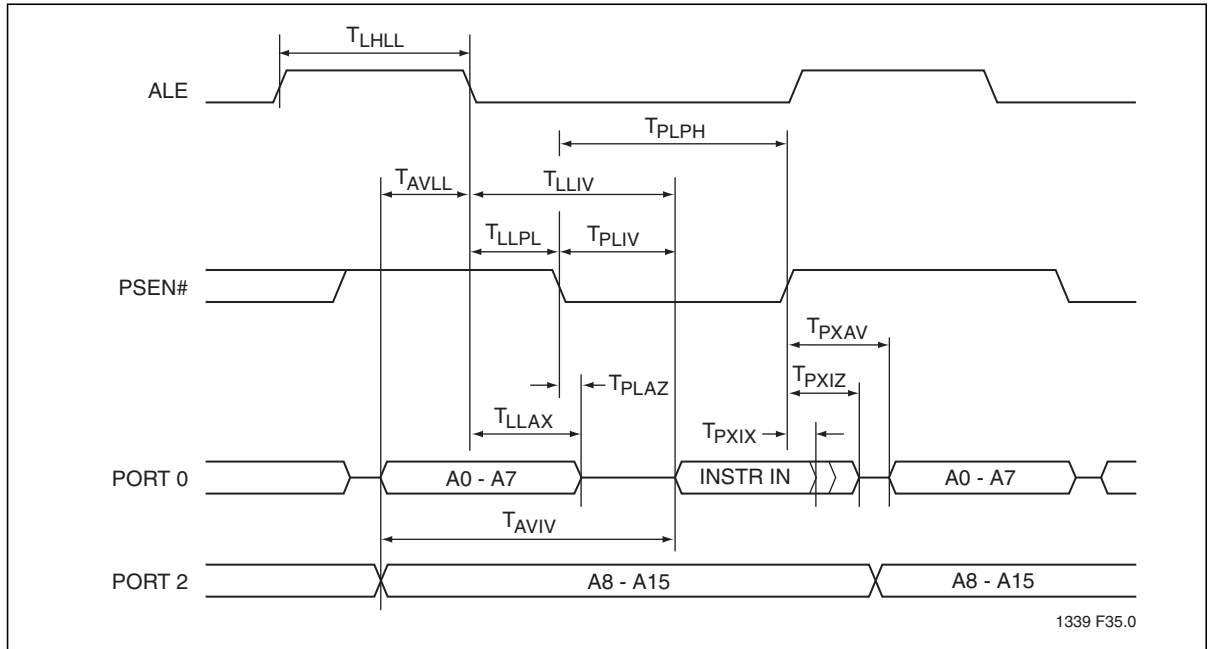 TLHLL
ALE
TPLPH
TAVLL
TLLIV
TLLPL
TPLIV
PSEN#
TPXAV
TPLAZ
TPXIZ
TLLAX
TPXIX
PORT 0
A0 - A7
INSTR IN
A0 - A7
TAVIV
PORT 2
A8 - A15
A8 - A15
1339 F35.0